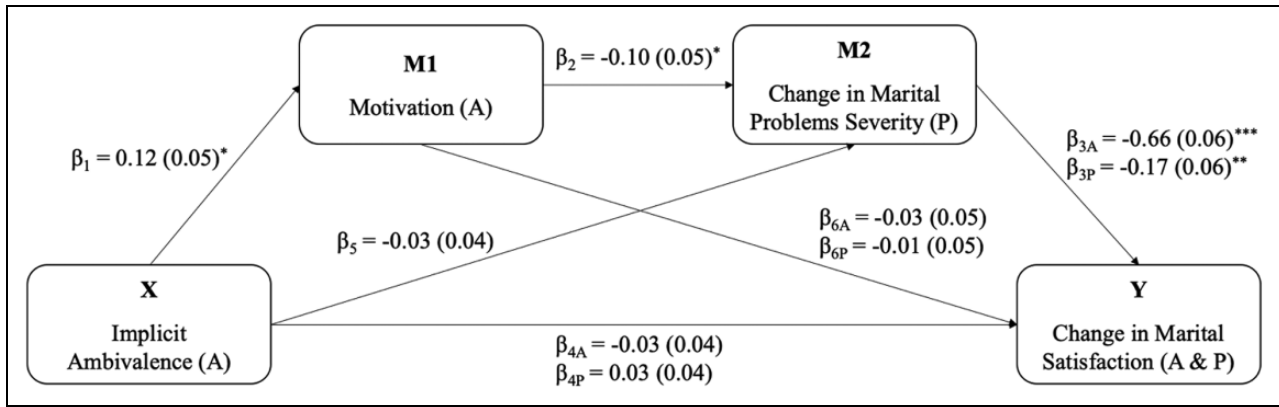 M1
Motivation (A)
β₂ = -0.10 (0.05)*
M2
Change in Marital
Problems Severity (P)
β₁ = 0.12 (0.05)*
β₃A = -0.66 (0.06)***
β₃P = -0.17 (0.06)**
β₅ = -0.03 (0.04)
β₆A = -0.03 (0.05)
β₆P = -0.01 (0.05)
X
Implicit
Ambivalence (A)
β₄A = -0.03 (0.04)
β₄P = 0.03 (0.04)
Y
Change in Marital
Satisfaction (A & P)